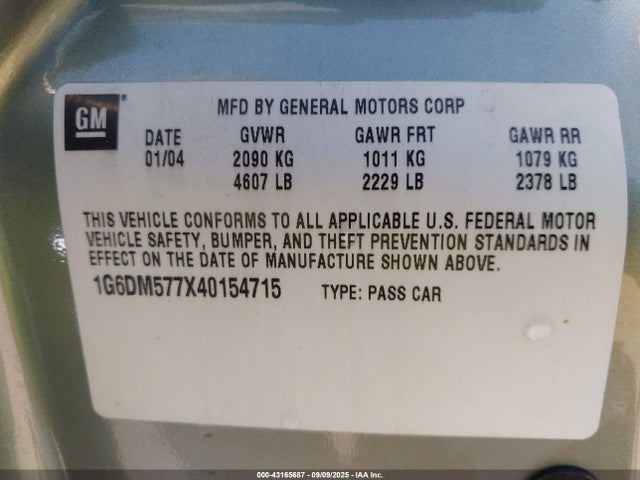 GM
MFD BY GENERAL MOTORS CORP
DATE GVWR GAWR FRT GAWR RR
01/04 2090 KG 1011 KG 1079 KG
4607 LB 2229 LB 2378 LB
THIS VEHICLE CONFORMS TO ALL APPLICABLE U.S. FEDERAL MOTOR
VEHICLE SAFETY, BUMPER, AND THEFT PREVENTION STANDARDS IN
EFFECT ON THE DATE OF MANUFACTURE SHOWN ABOVE.
1G6DM577X40154715 TYPE: PASS CAR
000-43165687 - 09/09/2025 - IAA Inc.